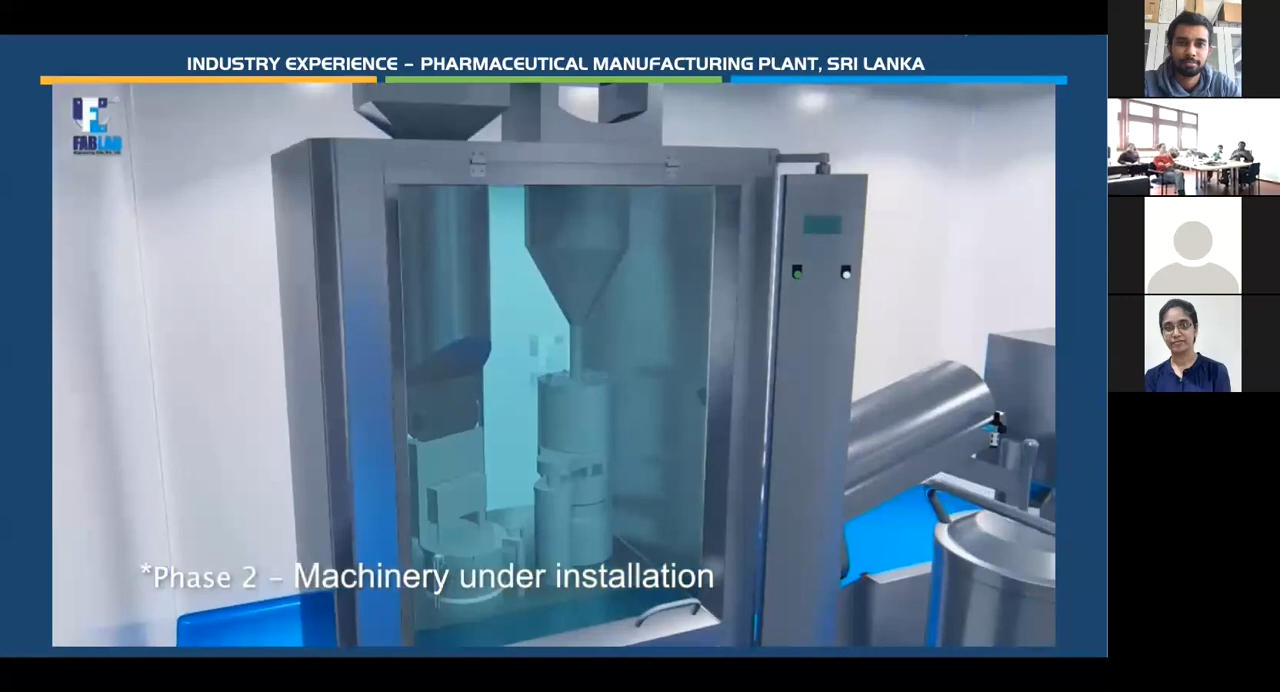 INDUSTRY EXPERIENCE – PHARMACEUTICAL MANUFACTURING PLANT, SRI LANKA
FABLAB
*Phase 2 – Machinery under installation